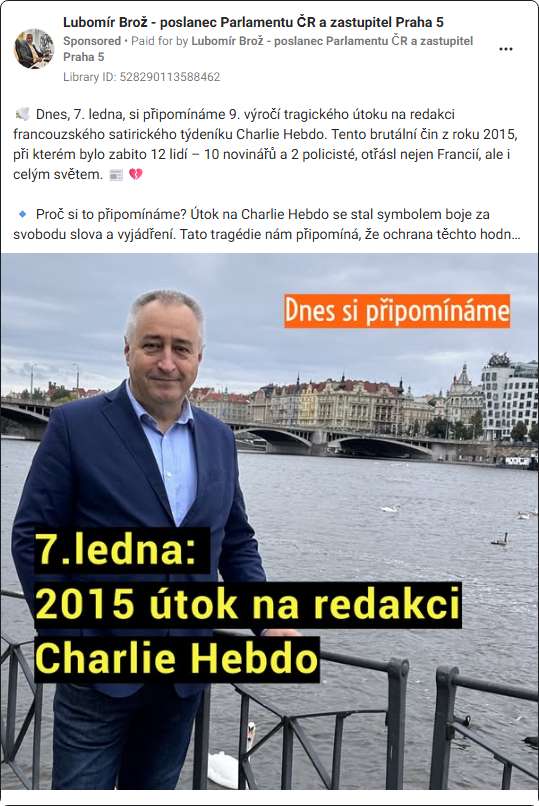 Lubomír Brož - poslanec Parlamentu ČR a zastupitel Praha 5
Sponsored • Paid for by Lubomír Brož - poslanec Parlamentu ČR a zastupitel
Praha 5
Library ID: 528290113588462
🕊️ Dnes, 7. ledna, si připomínáme 9. výročí tragického útoku na redakci
francouzského satirického týdeníku Charlie Hebdo. Tento brutální čin z roku 2015,
při kterém bylo zabito 12 lidí – 10 novinářů a 2 policisté, otřásl nejen Francií, ale i
celým světem. 📰 💔
🔹 Proč si to připomínáme? Útok na Charlie Hebdo se stal symbolem boje za
svobodu slova a vyjádření. Tato tragédie nám připomíná, že ochrana těchto hodn...
Dnes si připomínáme
7.ledna:
2015 útok na redakci
Charlie Hebdo